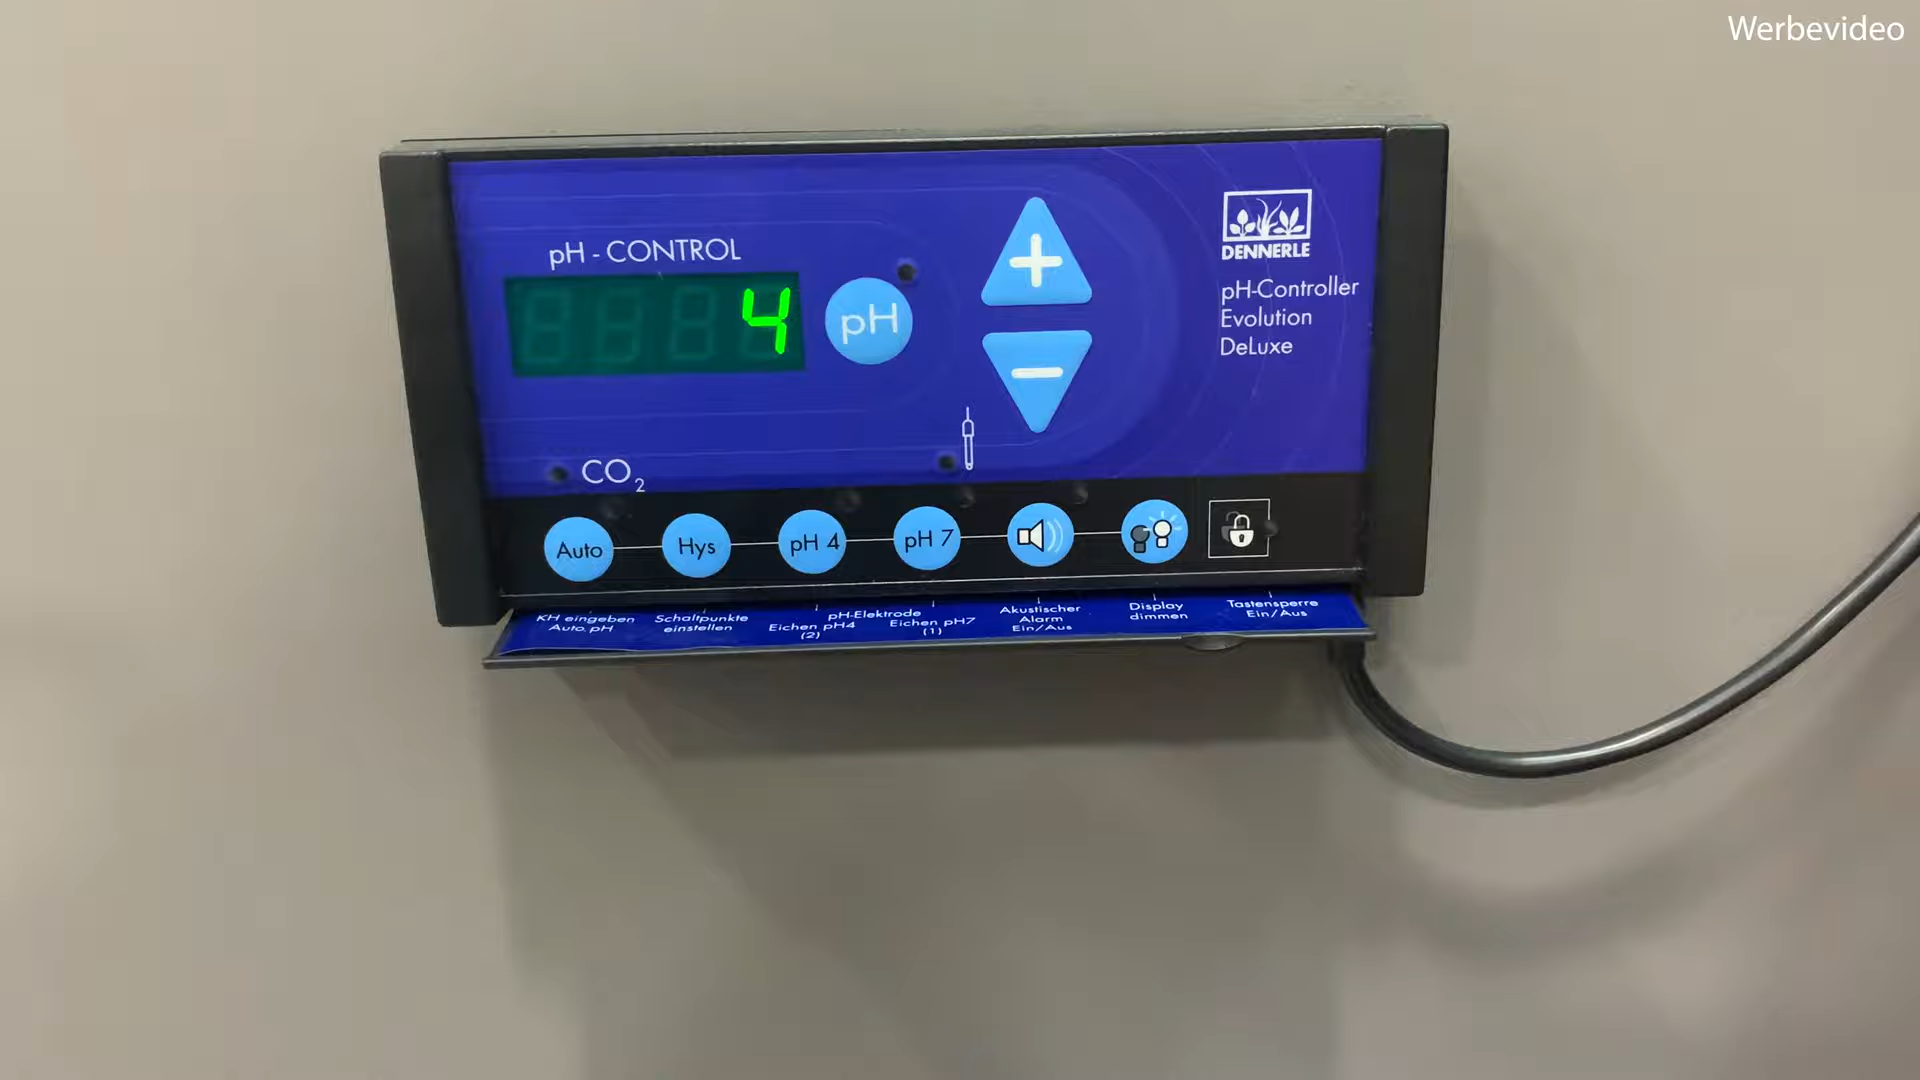 Werbevideo
pH - CONTROL
4
pH
+
−
DENNERLE
pH-Controller
Evolution
DeLuxe
CO₂
Auto
Hys
pH 4
pH 7
KH eingeben
Auto. pH
Schaltpunkte
einstellen
pH-Elektrode
Eichen pH4
(2)
Eichen pH7
(1)
Akustischer
Alarm
Ein/Aus
Display
dimmen
Tastensperre
Ein/Aus